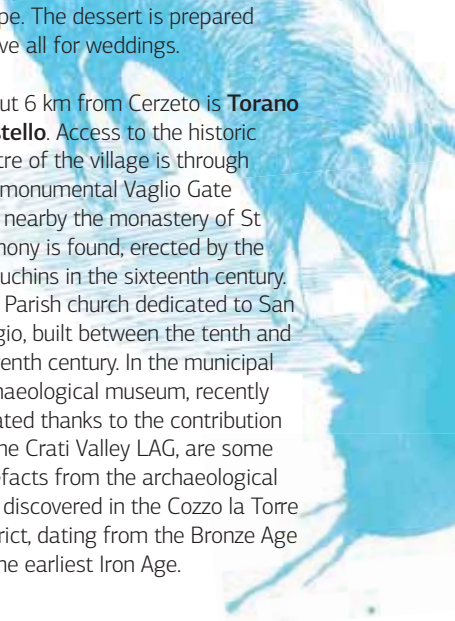 pe. The dessert is prepared
ve all for weddings.
ut 6 km from Cerzeto is Torano
stello. Access to the historic
tre of the village is through
monumental Vaglio Gate
nearby the monastery of St
hony is found, erected by the
uchins in the sixteenth century.
Parish church dedicated to San
gio, built between the tenth and
enth century. In the municipal
haeological museum, recently
ated thanks to the contribution
he Crati Valley LAG, are some
efacts from the archaeological
discovered in the Cozzo la Torre
rict, dating from the Bronze Age
he earliest Iron Age.